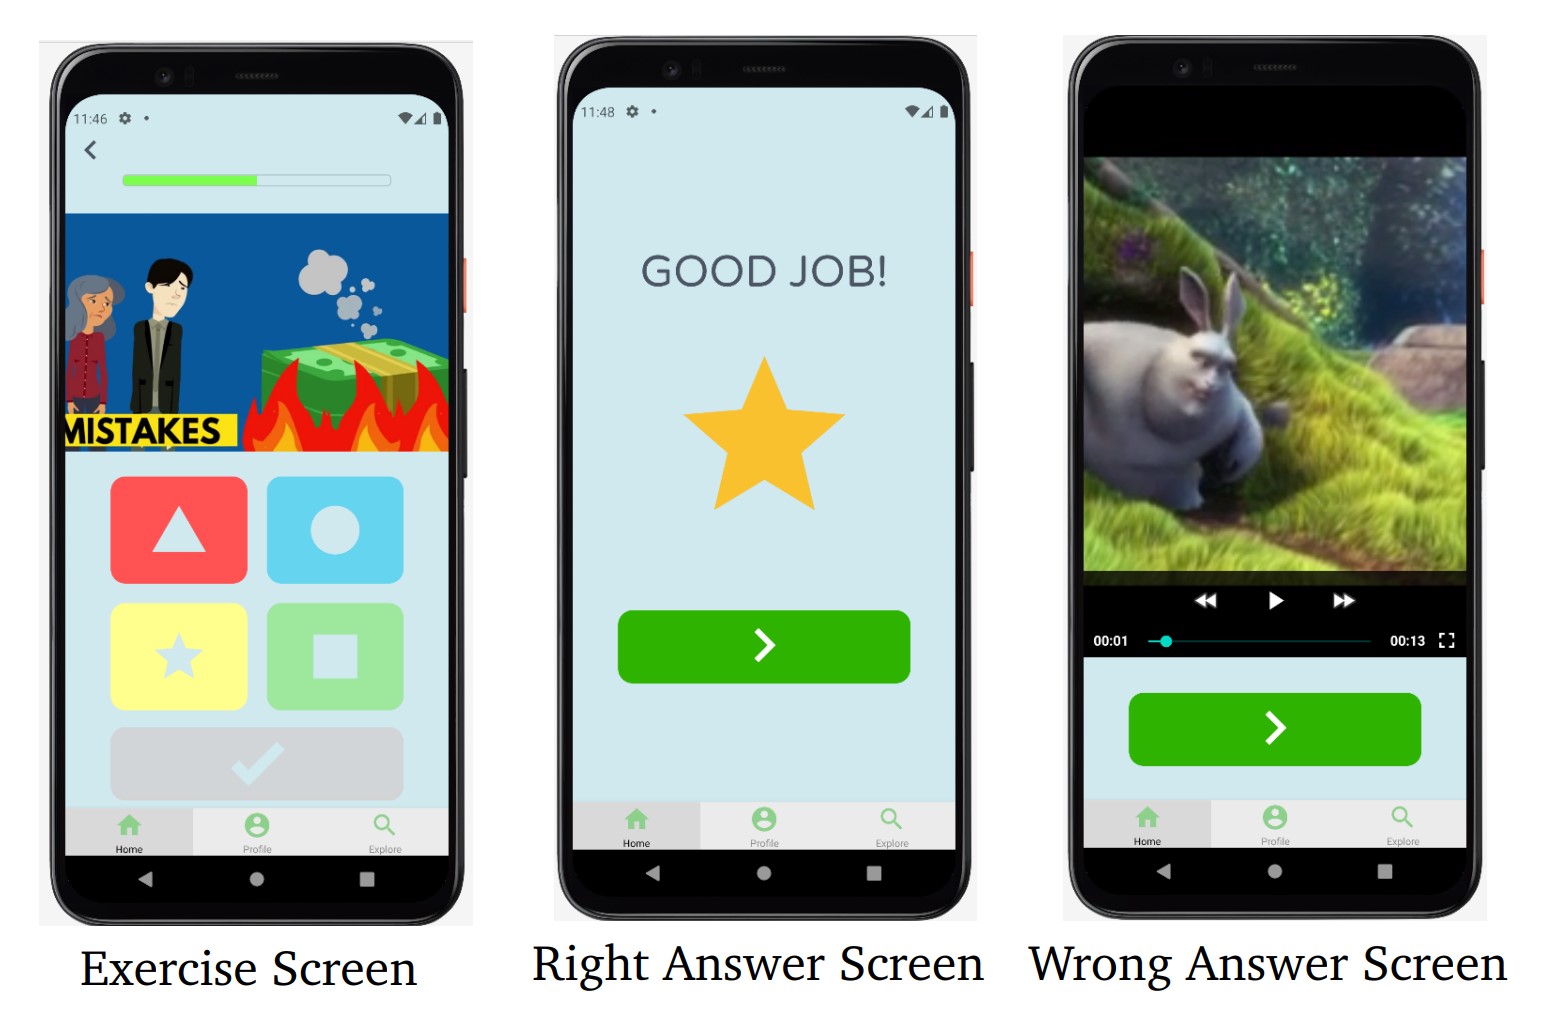 11:46
MISTAKES
Home
Profile
Explore
Exercise Screen
11:48
GOOD JOB!
Home
Profile
Explore
Right Answer Screen
00:01
00:13
Home
Profile
Explore
Wrong Answer Screen